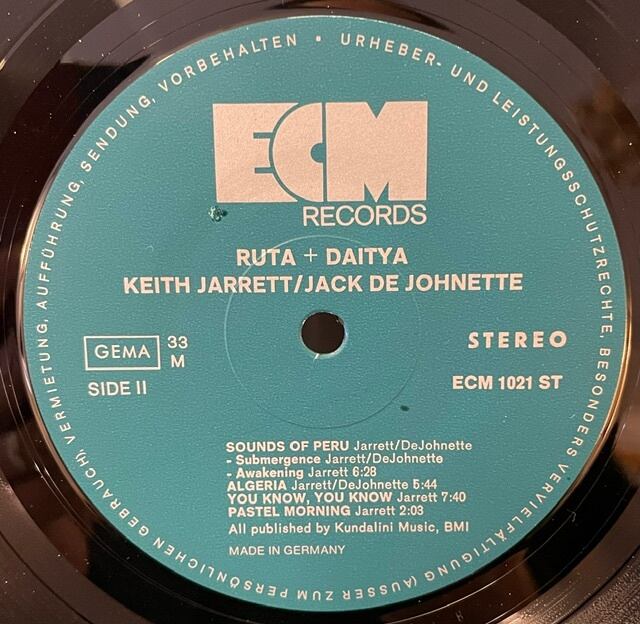 URHEBER- UND LEISTUNGSSCHUTZRECHTE, BESONDERS VERVIELFÄLTIGUNG (AUSSER ZUM PERSÖNLICHEN GEBRAUCH), VERMIETUNG, AUFFÜHRUNG, SENDUNG, VORBEHALTEN •
ECM
RECORDS
RUTA + DAITYA
KEITH JARRETT/JACK DE JOHNETTE
GEMA 33 M
STEREO
SIDE II
ECM 1021 ST
SOUNDS OF PERU Jarrett/DeJohnette
- Submergence Jarrett/DeJohnette
- Awakening Jarrett 6:28
ALGERIA Jarrett/DeJohnette 5:44
YOU KNOW, YOU KNOW Jarrett 7:40
PASTEL MORNING Jarrett 2:03
All published by Kundalini Music, BMI
MADE IN GERMANY